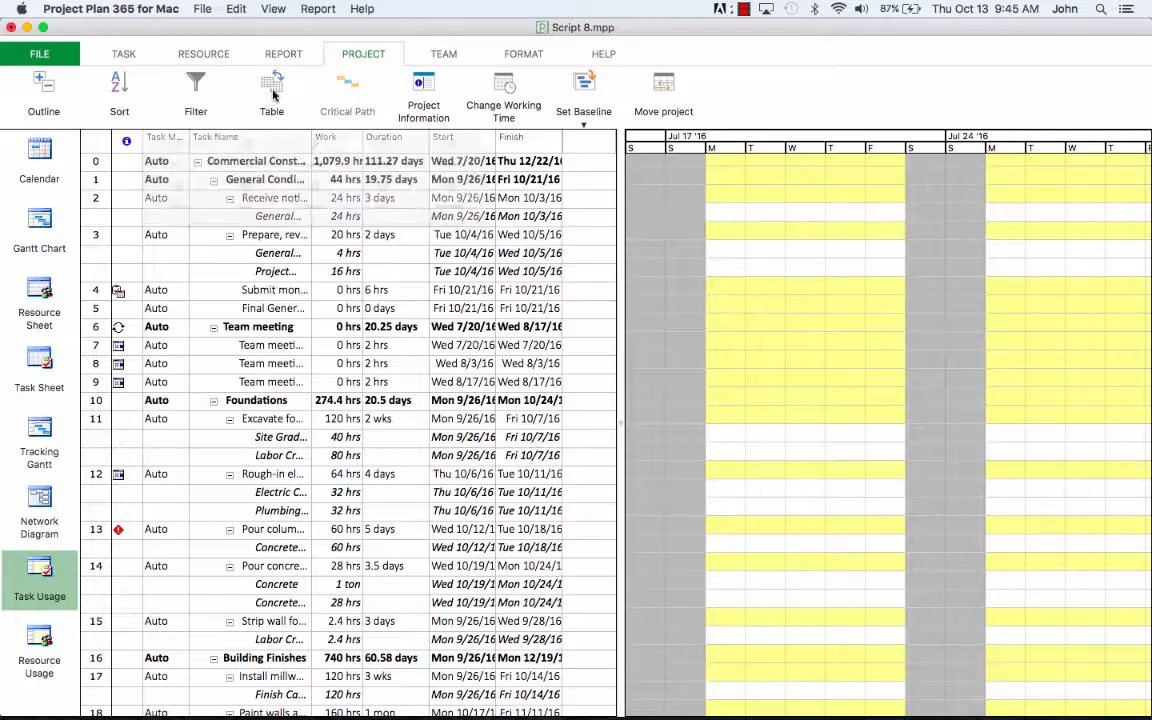 Project Plan 365 for Mac File Edit View Report Help 87% Thu Oct 13 9:45 AM John
Script 8.mpp
FILE TASK RESOURCE REPORT PROJECT TEAM FORMAT HELP
Outline Sort Filter Table Critical Path Project Information Change Working Time Set Baseline Move project
Calendar
Gantt Chart
Resource Sheet
Task Sheet
Tracking Gantt
Network Diagram
Task Usage
Resource Usage
Task M... Task Name Work Duration Start Finish
0 Auto Commercial Const... 1,079.9 hr 111.27 days Wed 7/20/16 Thu 12/22/1
1 Auto General Condi... 44 hrs 19.75 days Mon 9/26/16 Fri 10/21/16
2 Auto Receive noti... 24 hrs 3 days Mon 9/26/16 Mon 10/3/16
General... 24 hrs Mon 9/26/16 Mon 10/3/16
3 Auto Prepare, rev... 20 hrs 2 days Tue 10/4/16 Wed 10/5/16
General... 4 hrs Tue 10/4/16 Wed 10/5/16
Project... 16 hrs Tue 10/4/16 Wed 10/5/16
4 Auto Submit mon... 0 hrs 6 hrs Fri 10/21/16 Fri 10/21/16
5 Auto Final Gener... 0 hrs 0 days Fri 10/21/16 Fri 10/21/16
6 Auto Team meeting 0 hrs 20.25 days Wed 7/20/16 Wed 8/17/16
7 Auto Team meeti... 0 hrs 2 hrs Wed 7/20/16 Wed 7/20/16
8 Auto Team meeti... 0 hrs 2 hrs Wed 8/3/16 Wed 8/3/16
9 Auto Team meeti... 0 hrs 2 hrs Wed 8/17/16 Wed 8/17/16
10 Auto Foundations 274.4 hrs 20.5 days Mon 9/26/16 Mon 10/24/1
11 Auto Excavate fo... 120 hrs 2 wks Mon 9/26/16 Fri 10/7/16
Site Grad... 40 hrs Mon 9/26/16 Fri 10/7/16
Labor Cr... 80 hrs Mon 9/26/16 Fri 10/7/16
12 Auto Rough-in el... 64 hrs 4 days Thu 10/6/16 Tue 10/11/16
Electric C... 32 hrs Thu 10/6/16 Tue 10/11/16
Plumbing... 32 hrs Thu 10/6/16 Tue 10/11/16
13 Auto Pour colum... 60 hrs 5 days Wed 10/12/1 Tue 10/18/16
Concrete... 60 hrs Wed 10/12/1 Tue 10/18/16
14 Auto Pour concre... 28 hrs 3.5 days Wed 10/19/1 Mon 10/24/1
Concrete 1 ton Wed 10/19/1 Mon 10/24/1
Concrete... 28 hrs Wed 10/19/1 Mon 10/24/1
15 Auto Strip wall fo... 2.4 hrs 3 days Mon 9/26/16 Wed 9/28/16
Labor Cr... 2.4 hrs Mon 9/26/16 Wed 9/28/16
16 Auto Building Finishes 740 hrs 60.58 days Mon 9/26/16 Mon 12/19/1
17 Auto Install millw... 120 hrs 3 wks Mon 9/26/16 Fri 10/14/16
Finish Ca... 120 hrs Mon 9/26/16 Fri 10/14/16
18 Auto Paint walls a... 160 hrs 1 mon Mon 10/17/1 Fri 11/11/16
Jul 17 '16 Jul 24 '16
S S M T W T F S S M T W T F